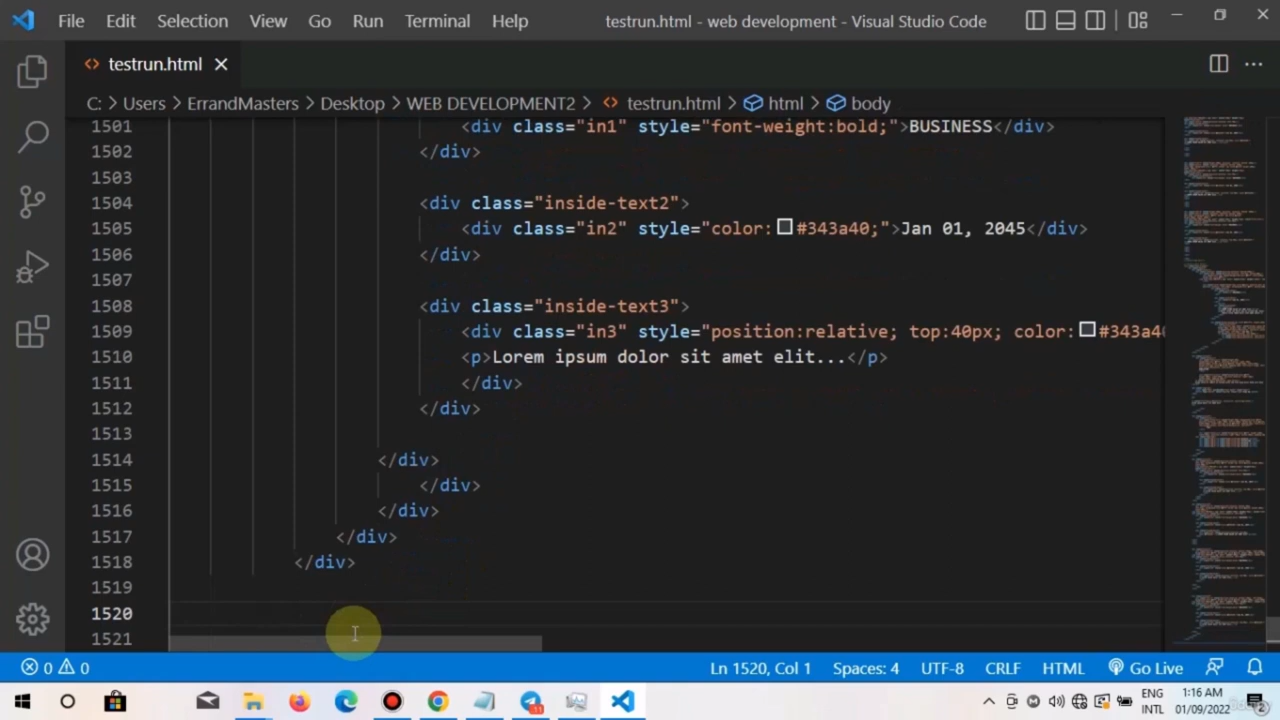 File Edit Selection View Go Run Terminal Help testrun.html - web development - Visual Studio Code
testrun.html
C: > Users > ErrandMasters > Desktop > WEB DEVELOPMENT2 > testrun.html > html > body
1501 <div class="in1" style="font-weight:bold;">BUSINESS</div>
1502 </div>
1503
1504 <div class="inside-text2">
1505 <div class="in2" style="color:#343a40;">Jan 01, 2045</div>
1506 </div>
1507
1508 <div class="inside-text3">
1509 <div class="in3" style="position:relative; top:40px; color:#343a40
1510 <p>Lorem ipsum dolor sit amet elit...</p>
1511 </div>
1512 </div>
1513
1514 </div>
1515 </div>
1516 </div>
1517 </div>
1518 </div>
1519
1520
1521
0 0 Ln 1520, Col 1 Spaces: 4 UTF-8 CRLF HTML Go Live
ENG 1:16 AM
INTL 01/09/2022